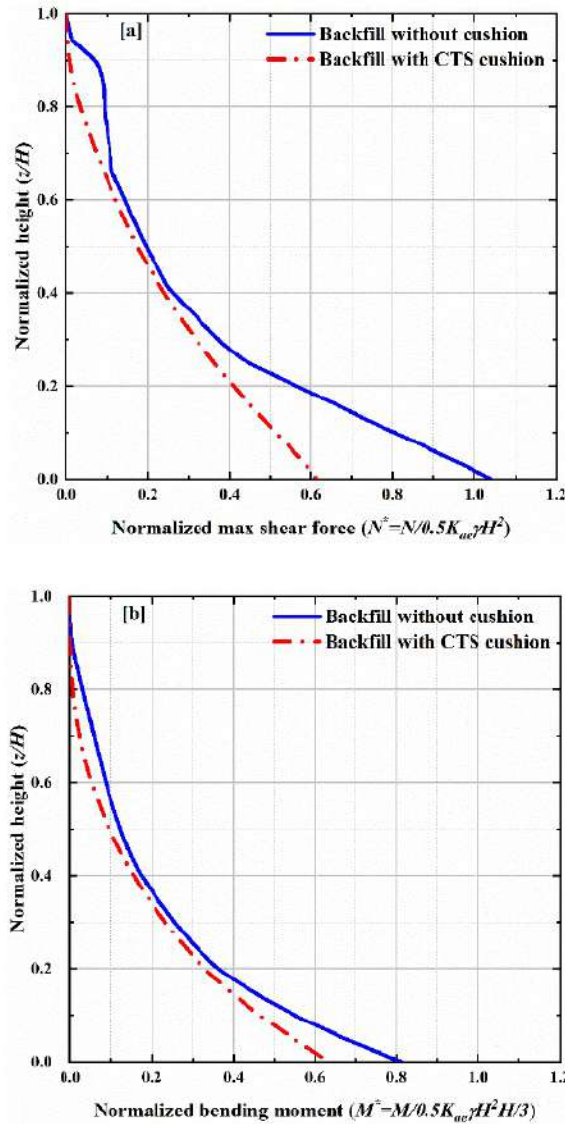 [a]
Backfill without cushion
Backfill with CTS cushion
1.0
0.8
0.6
0.4
0.2
0.0
Normalized height (z/H)
0.0 0.2 0.4 0.6 0.8 1.0 1.2
Normalized max shear force (N*=N/0.5KaeγH²)
[b]
Backfill without cushion
Backfill with CTS cushion
1.0
0.8
0.6
0.4
0.2
0.0
Normalized height (z/H)
0.0 0.2 0.4 0.6 0.8 1.0 1.2
Normalized bending moment (M*=M/0.5KaeγH²H/3)